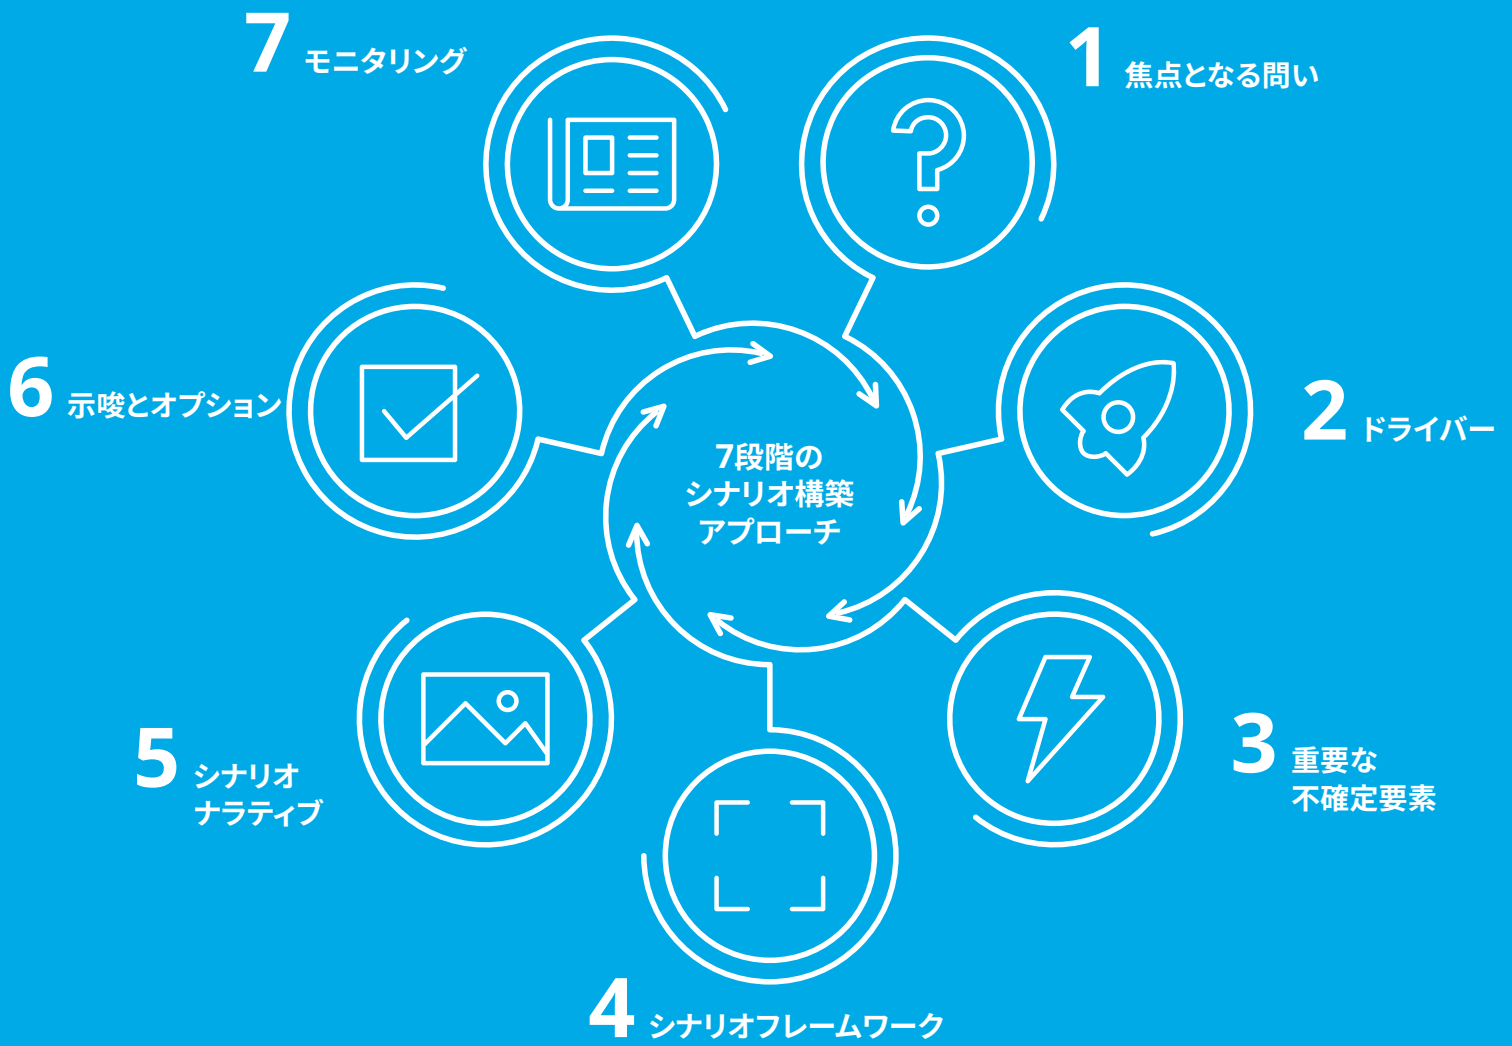 7段階の
シナリオ構築
アプローチ
1 焦点となる問い
2 ドライバー
3 重要な
不確定要素
4 シナリオフレームワーク
5 シナリオ
ナラティブ
6 示唆とオプション
7 モニタリング